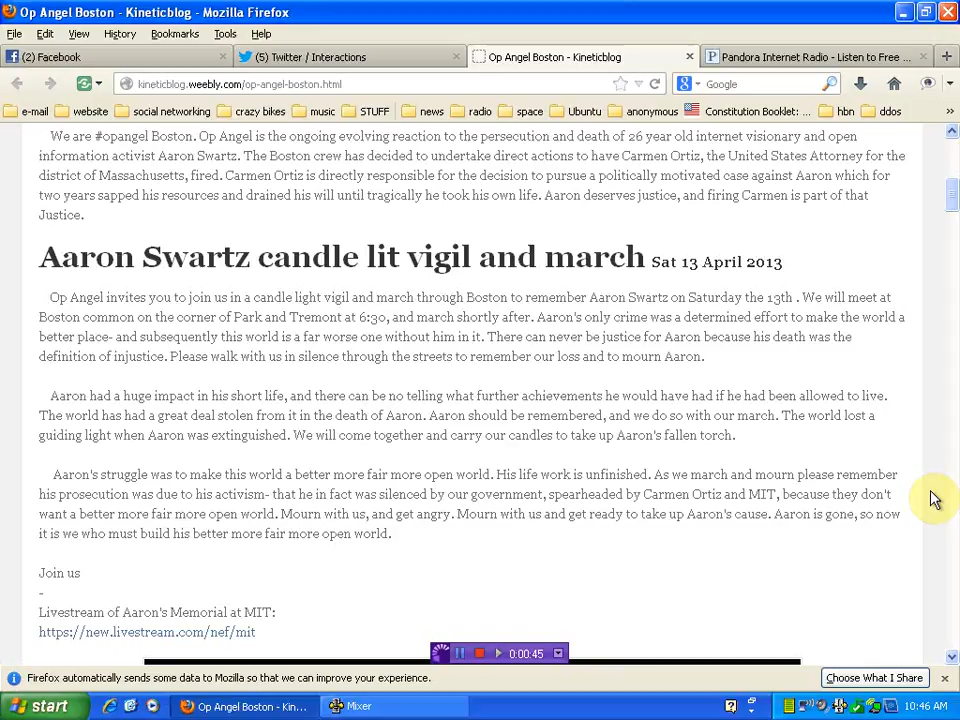 Op Angel Boston - Kineticblog - Mozilla Firefox
File Edit View History Bookmarks Tools Help
(2) Facebook × (5) Twitter / Interactions × Op Angel Boston - Kineticblog × Pandora Internet Radio - Listen to Free ... × +
kineticblog.weebly.com/op-angel-boston.html Google
e-mail website social networking crazy bikes music STUFF news radio space Ubuntu anonymous Constitution Booklet: ... hbn ddos »
We are #opangel Boston. Op Angel is the ongoing evolving reaction to the persecution and death of 26 year old internet visionary and open
information activist Aaron Swartz. The Boston crew has decided to undertake direct actions to have Carmen Ortiz, the United States Attorney for the
district of Massachusetts, fired. Carmen Ortiz is directly responsible for the decision to pursue a politically motivated case against Aaron which for
two years sapped his resources and drained his will until tragically he took his own life. Aaron deserves justice, and firing Carmen is part of that
Justice.
Aaron Swartz candle lit vigil and march Sat 13 April 2013
Op Angel invites you to join us in a candle light vigil and march through Boston to remember Aaron Swartz on Saturday the 13th . We will meet at
Boston common on the corner of Park and Tremont at 6:30, and march shortly after. Aaron's only crime was a determined effort to make the world a
better place- and subsequently this world is a far worse one without him in it. There can never be justice for Aaron because his death was the
definition of injustice. Please walk with us in silence through the streets to remember our loss and to mourn Aaron.
Aaron had a huge impact in his short life, and there can be no telling what further achievements he would have had if he had been allowed to live.
The world has had a great deal stolen from it in the death of Aaron. Aaron should be remembered, and we do so with our march. The world lost a
guiding light when Aaron was extinguished. We will come together and carry our candles to take up Aaron's fallen torch.
Aaron's struggle was to make this world a better more fair more open world. His life work is unfinished. As we march and mourn please remember
his prosecution was due to his activism- that he in fact was silenced by our government, spearheaded by Carmen Ortiz and MIT, because they don't
want a better more fair more open world. Mourn with us, and get angry. Mourn with us and get ready to take up Aaron's cause. Aaron is gone, so now
it is we who must build his better more fair more open world.
Join us
-
Livestream of Aaron's Memorial at MIT:
https://new.livestream.com/nef/mit
0:00:45
Firefox automatically sends some data to Mozilla so that we can improve your experience. Choose What I Share ×
start Op Angel Boston - Kin... Mixer 10:46 AM